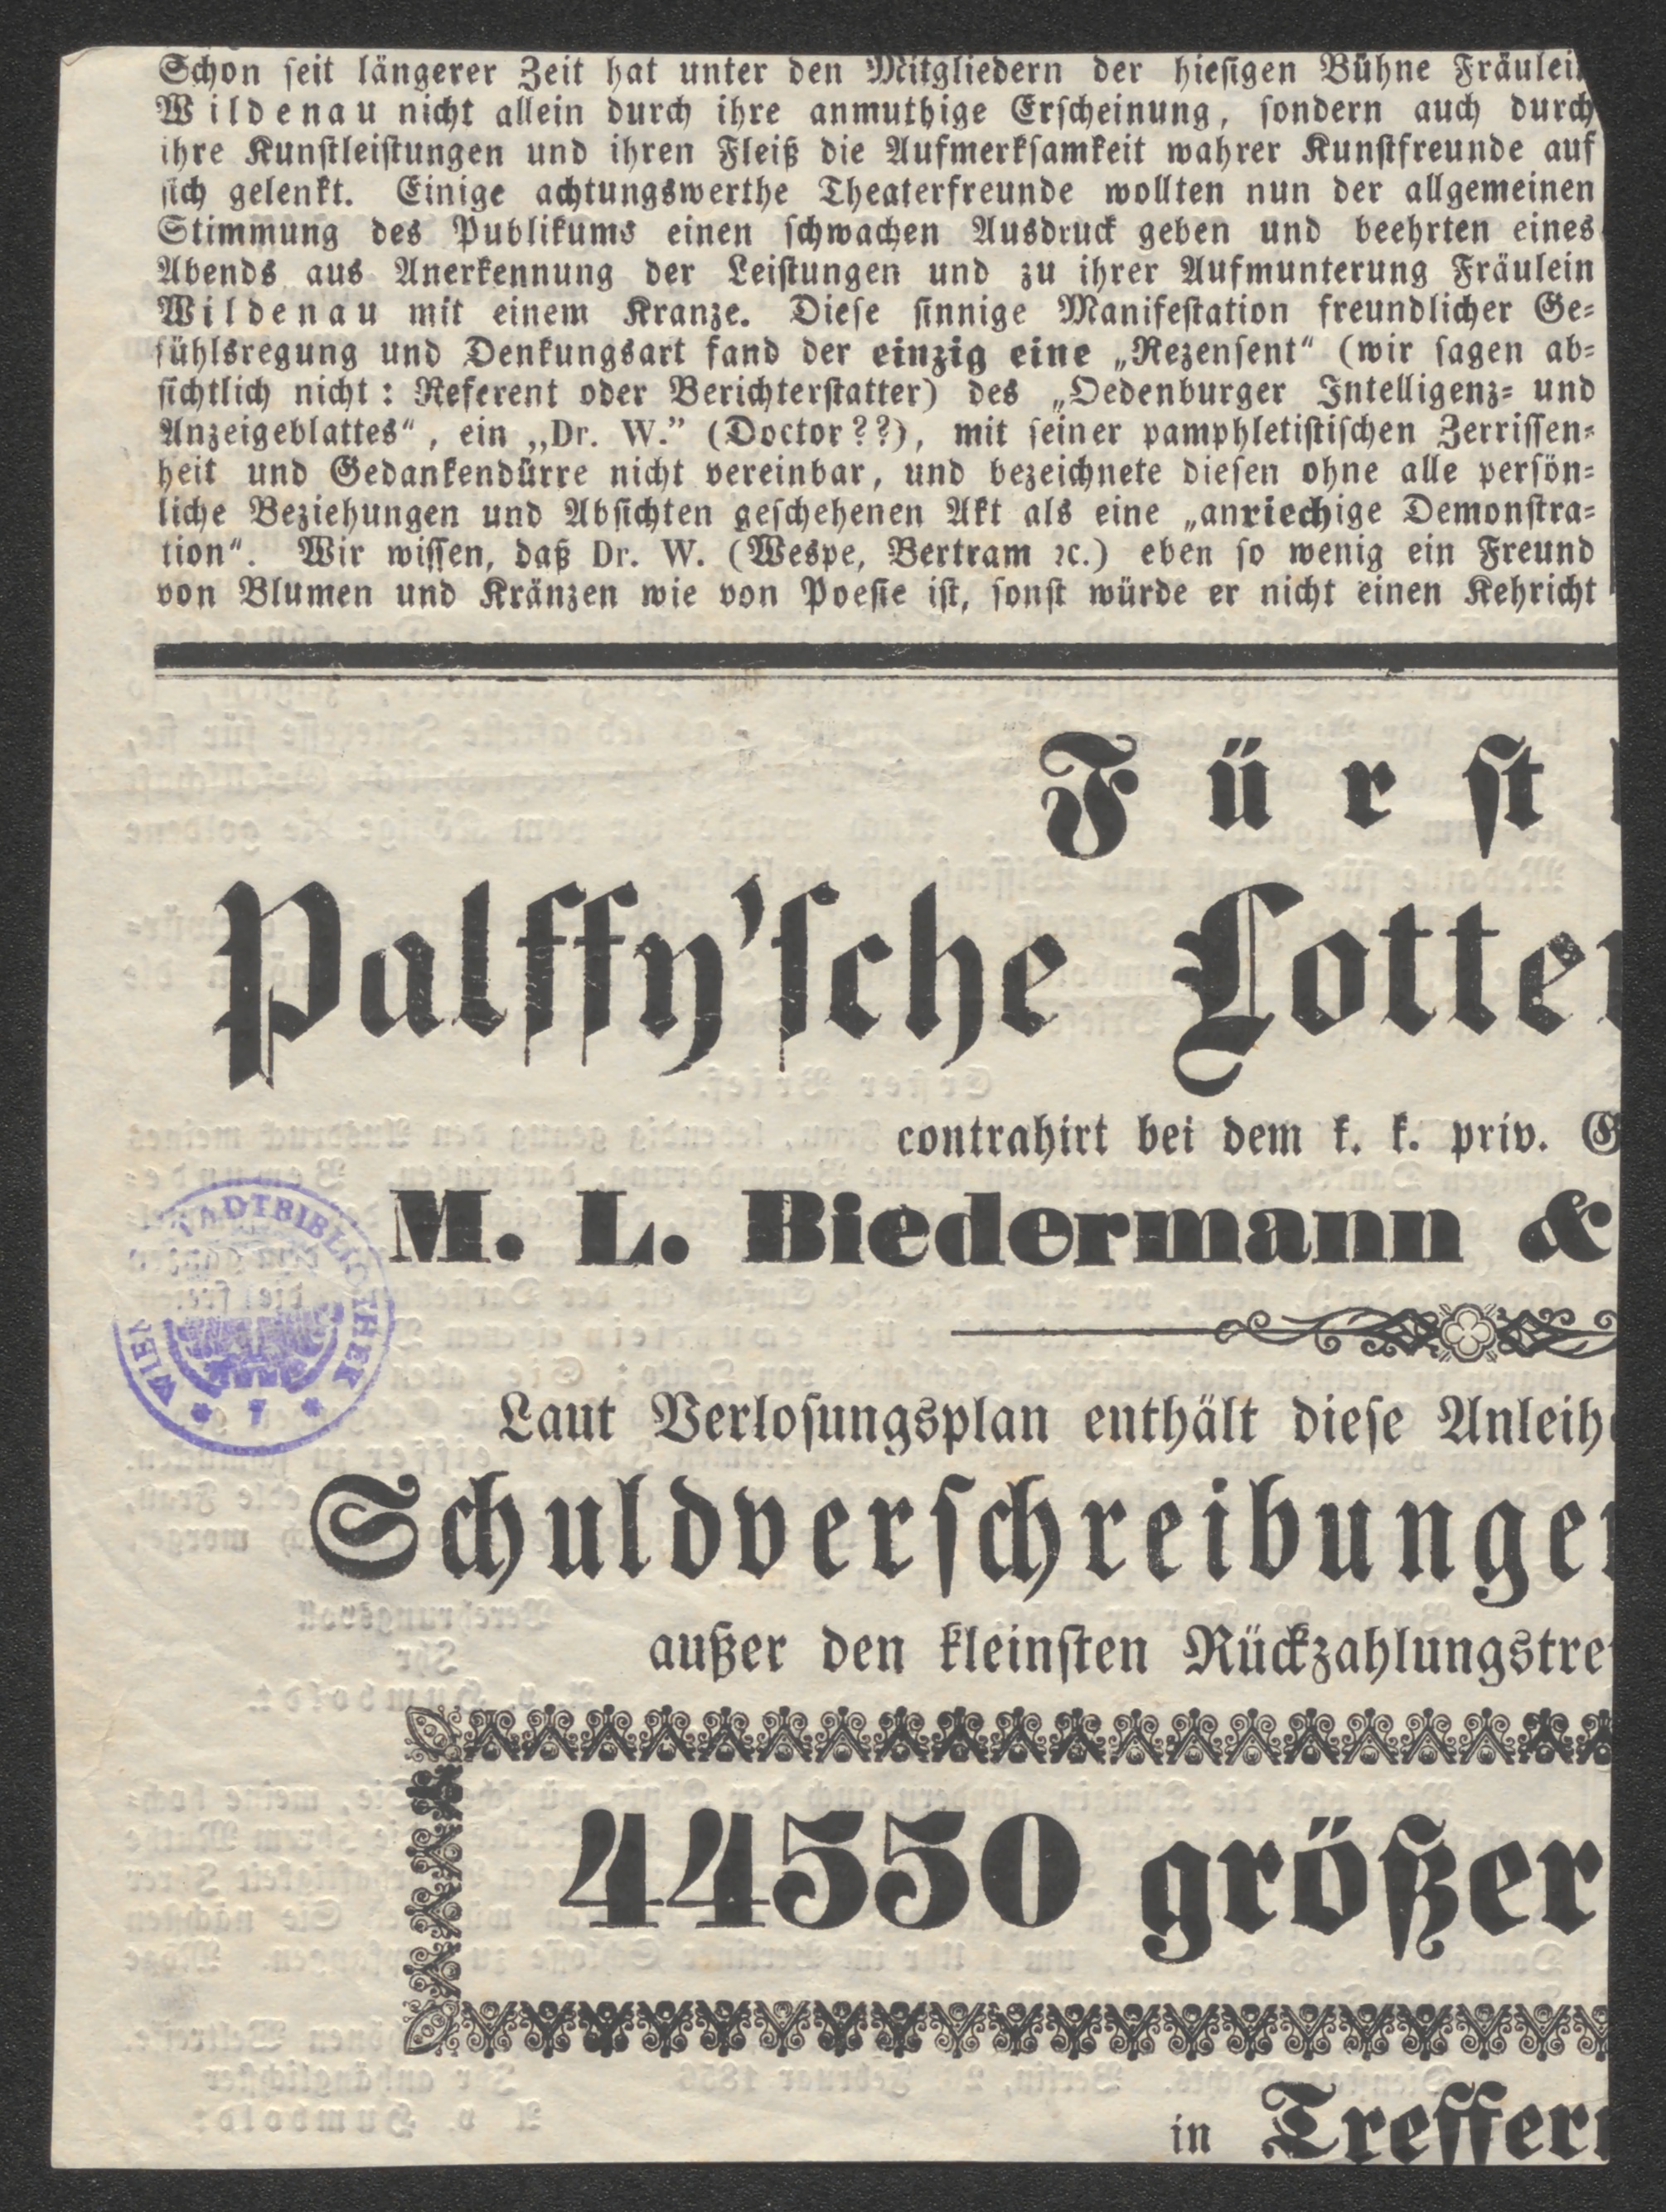 Schon seit längerer Zeit hat unter den Mitgliedern der hiesigen Bühne Fräulein
Wildenau nicht allein durch ihre anmuthige Erscheinung, sondern auch durch
ihre Kunstleistungen und ihren Fleiß die Aufmerksamkeit wahrer Kunstfreunde auf
sich gelenkt. Einige achtungswerthe Theaterfreunde wollten nun der allgemeinen
Stimmung des Publikums einen schwachen Ausdruck geben und beehrten eines
Abends aus Anerkennung der Leistungen und zu ihrer Aufmunterung Fräulein
Wildenau mit einem Kranze. Diese sinnige Manifestation freundlicher Ge-
fühlsregung und Denkungsart fand der einzig eine „Rezensent“ (wir sagen ab-
sichtlich nicht: Referent oder Berichterstatter) des „Oedenburger Intelligenz- und
Anzeigeblattes“, ein „Dr. W.” (Doctor??), mit seiner pamphletistischen Zerrissen-
heit und Gedankendürre nicht vereinbar, und bezeichnete diesen ohne alle persön-
liche Beziehungen und Absichten geschehenen Akt als eine „anriechige Demonstra-
tion“. Wir wissen, daß Dr. W. (Wespe, Bertram ꝛc.) eben so wenig ein Freund
von Blumen und Kränzen wie von Poesie ist, sonst würde er nicht einen Kehricht
Fürst
Palffy'sche Lotte
contrahirt bei dem k. k. priv. G
M. L. Biedermann &
STADTBIBLIOTHEK WIEN
* 7 *
Laut Verlosungsplan enthält diese Anleihe
Schuldverschreibunge
außer den kleinsten Rückzahlungstre
44550 größer
in Treffer